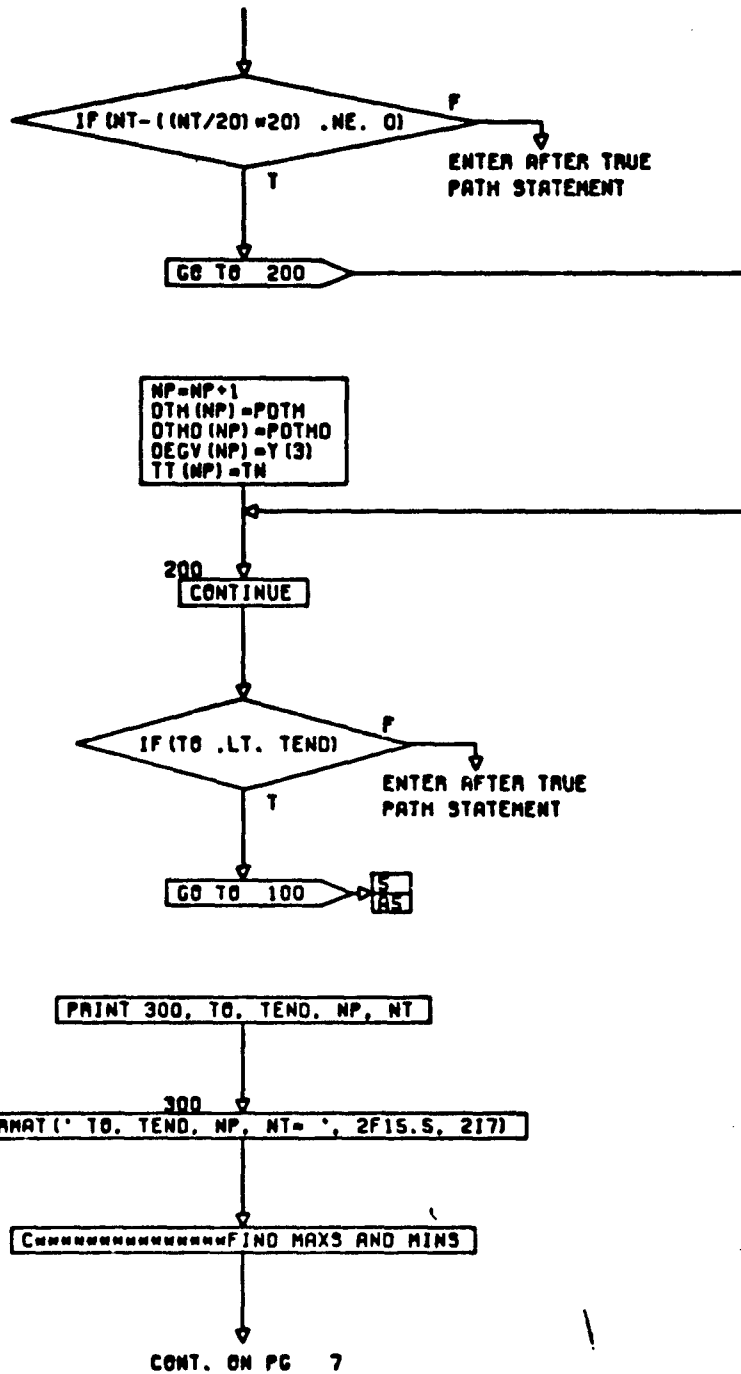 IF(NT-((NT/20)*20) .NE. 0)
F
ENTER AFTER TRUE
PATH STATEMENT
T
GO TO 200
NP=NP+1
DTM(NP)=PDTM
DTMD(NP)=PDTMD
DEGV(NP)=Y(3)
TT(NP)=TN
200
CONTINUE
IF(TO .LT. TEND)
F
ENTER AFTER TRUE
PATH STATEMENT
T
GO TO 100
5
A5
PRINT 300, TO, TEND, NP, NT
300
RMAT(' TO, TEND, NP, NT= ', 2F15.5, 2I7)
C****************FIND MAXS AND MINS
CONT. ON PG 7